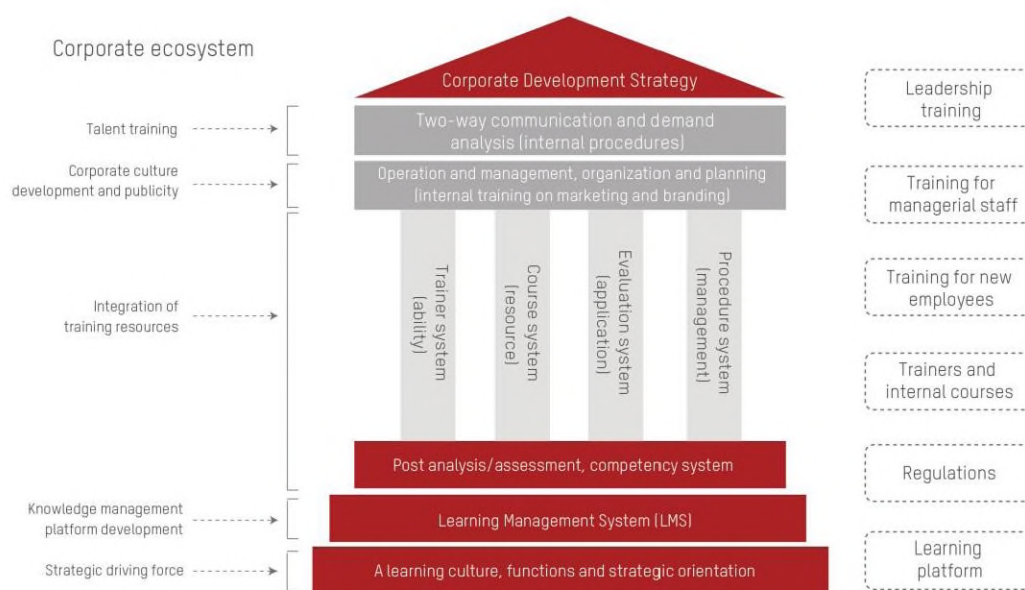 Corporate ecosystem
Talent training
Corporate culture
development and publicity
Integration of
training resources
Knowledge management
platform development
Strategic driving force
Corporate Development Strategy
Two-way communication and demand
analysis (internal procedures)
Operation and management, organization and planning
(internal training on marketing and branding)
Trainer system
(ability)
Course system
(resource)
Evaluation system
(application)
Procedure system
(management)
Post analysis/assessment, competency system
Learning Management System (LMS)
A learning culture, functions and strategic orientation
Leadership
training
Training for
managerial staff
Training for new
employees
Trainers and
internal courses
Regulations
Learning
platform